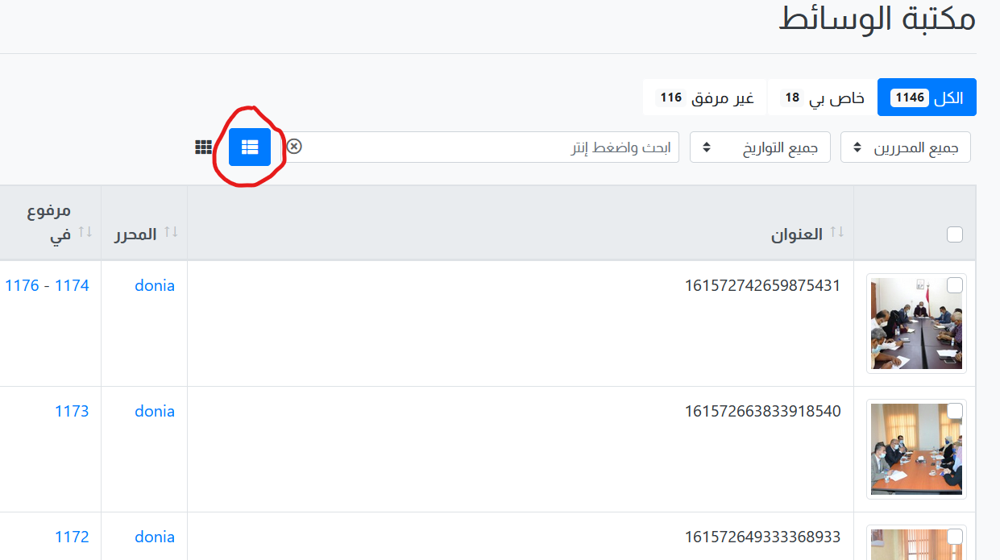 مكتبة الوسائط
الكل 1146 خاص بي 18 غير مرفق 116
جميع المحررين جميع التواريخ ابحث واضغط إنتر
العنوان المحرر مرفوع في
161572742659875431 donia 1176 - 1174
161572663833918540 donia 1173
161572649333368933 donia 1172